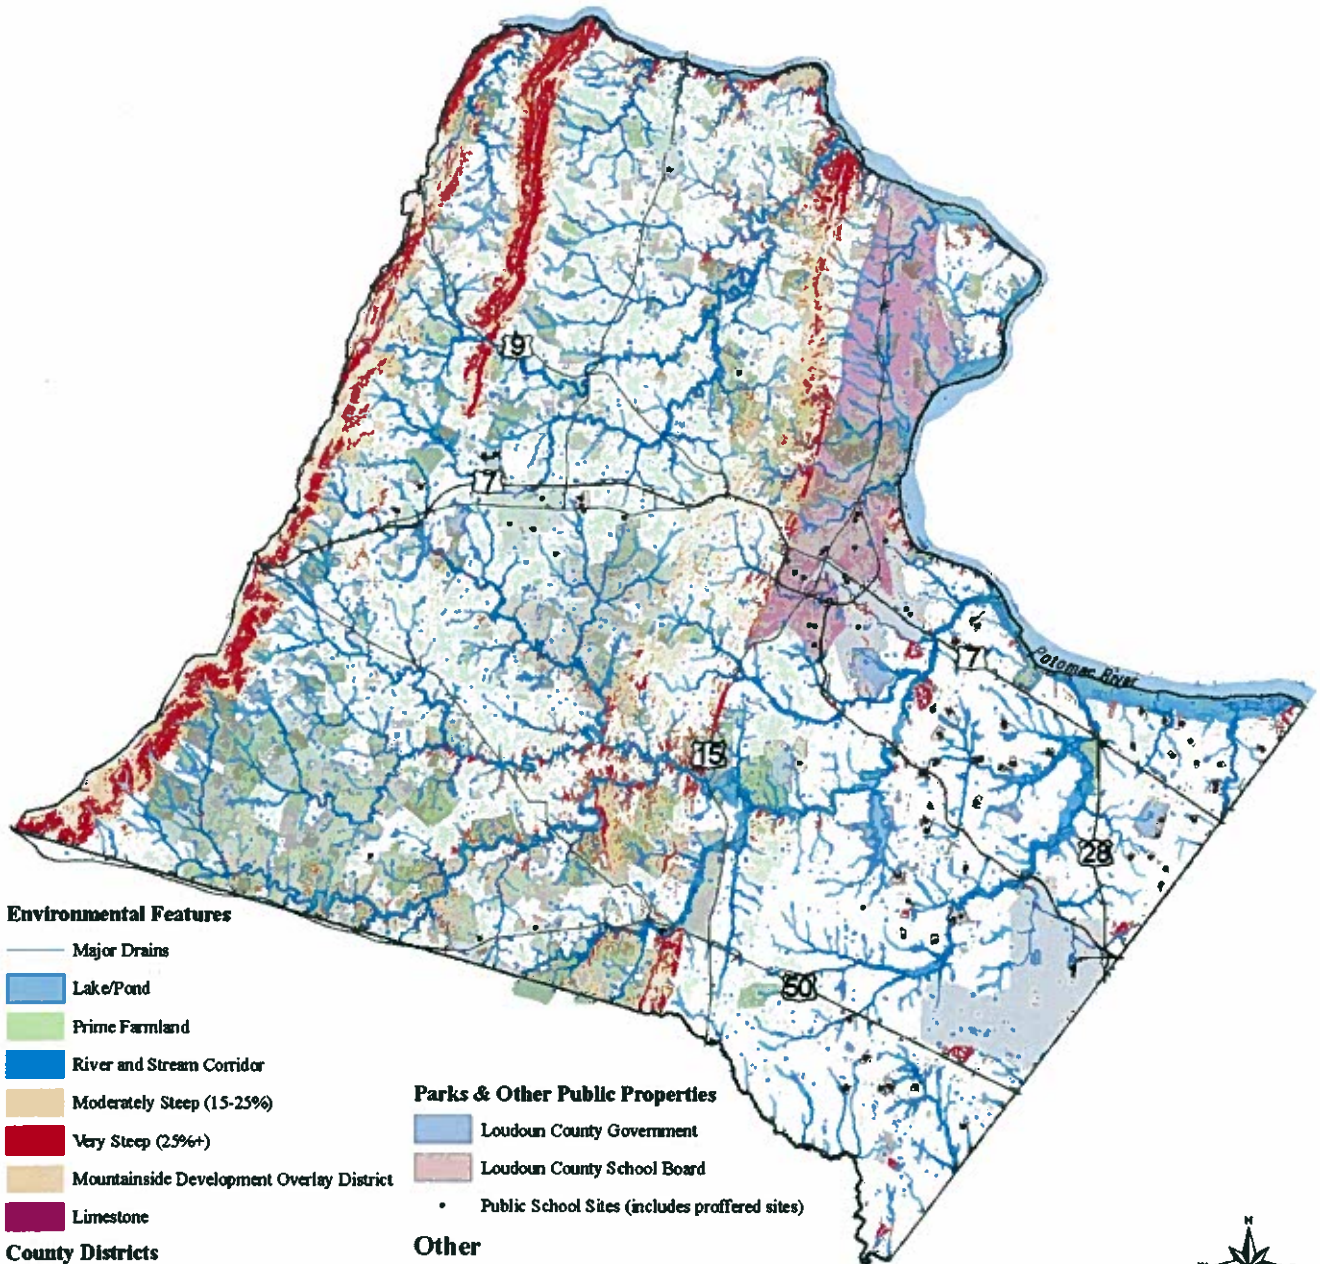 9
7
7
Potomac River
15
28
50
Environmental Features
Major Drains
Lake/Pond
Prime Farmland
River and Stream Corridor
Moderately Steep (15-25%)
Very Steep (25%+)
Mountainside Development Overlay District
Limestone
County Districts
Parks & Other Public Properties
Loudoun County Government
Loudoun County School Board
Public School Sites (includes proffered sites)
Other
N